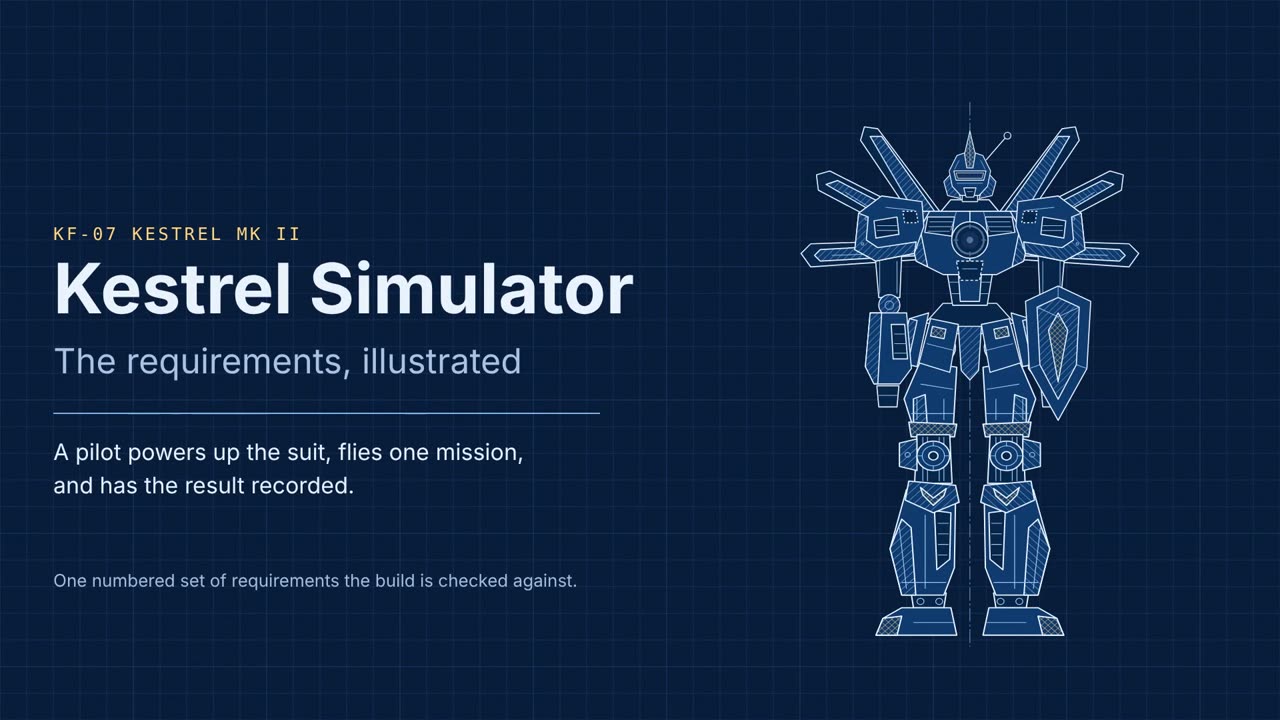 KF-07 KESTREL MK II
Kestrel Simulator
The requirements, illustrated
A pilot powers up the suit, flies one mission,
and has the result recorded.
One numbered set of requirements the build is checked against.